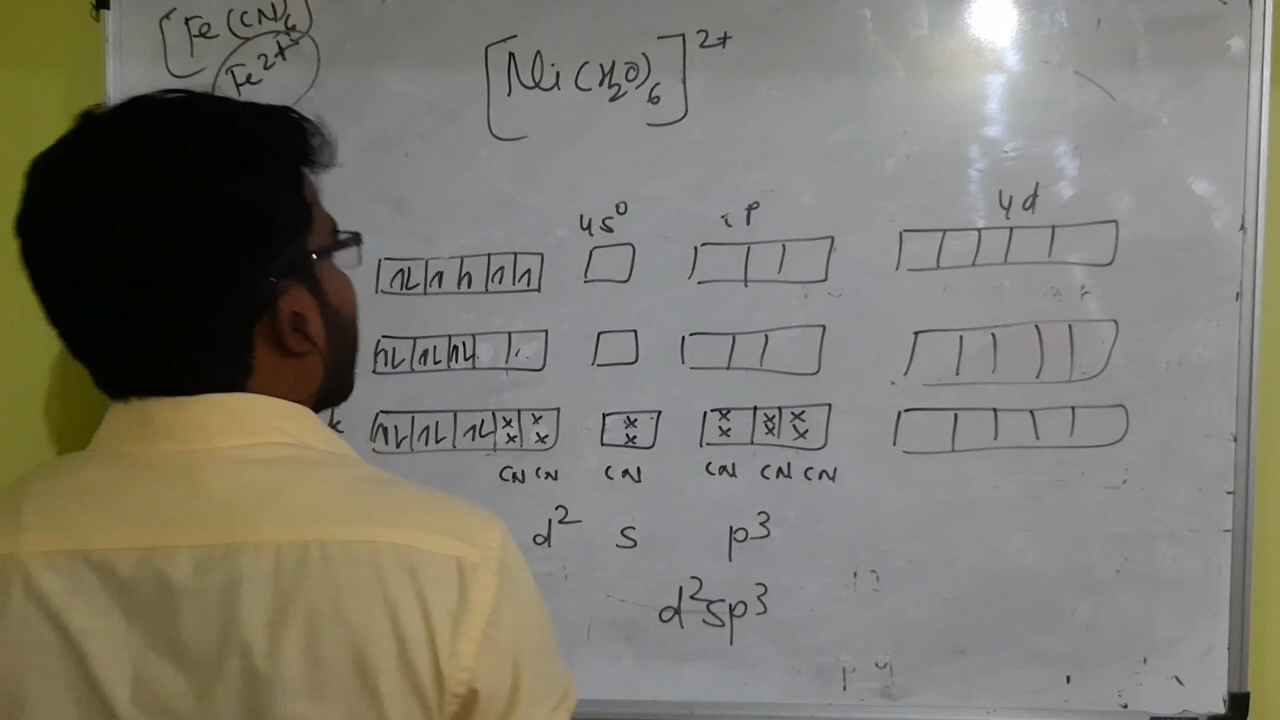 [Fe(CN)6
Fe2+
[Ni(H2O)6]2+
4s0 4p 4d
CN CN CN CN CN CN
d2 s p3
d2sp3